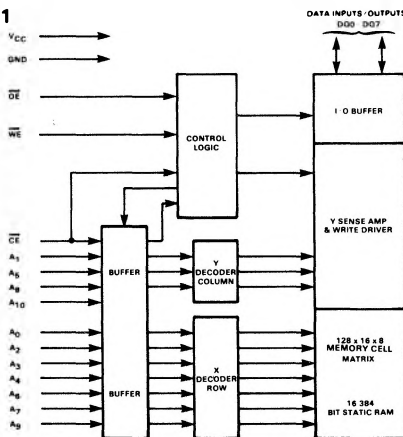 1
DATA INPUTS/OUTPUTS
DQ0 DQ7
VCC
GND
OE
WE
CE
A1
A5
A8
A10
A0
A2
A3
A4
A6
A7
A9
CONTROL
LOGIC
BUFFER
BUFFER
Y
DECODER
COLUMN
X
DECODER
ROW
I O BUFFER
Y SENSE AMP
& WRITE DRIVER
128 x 16 x 8
MEMORY CELL
MATRIX
16 384
BIT STATIC RAM